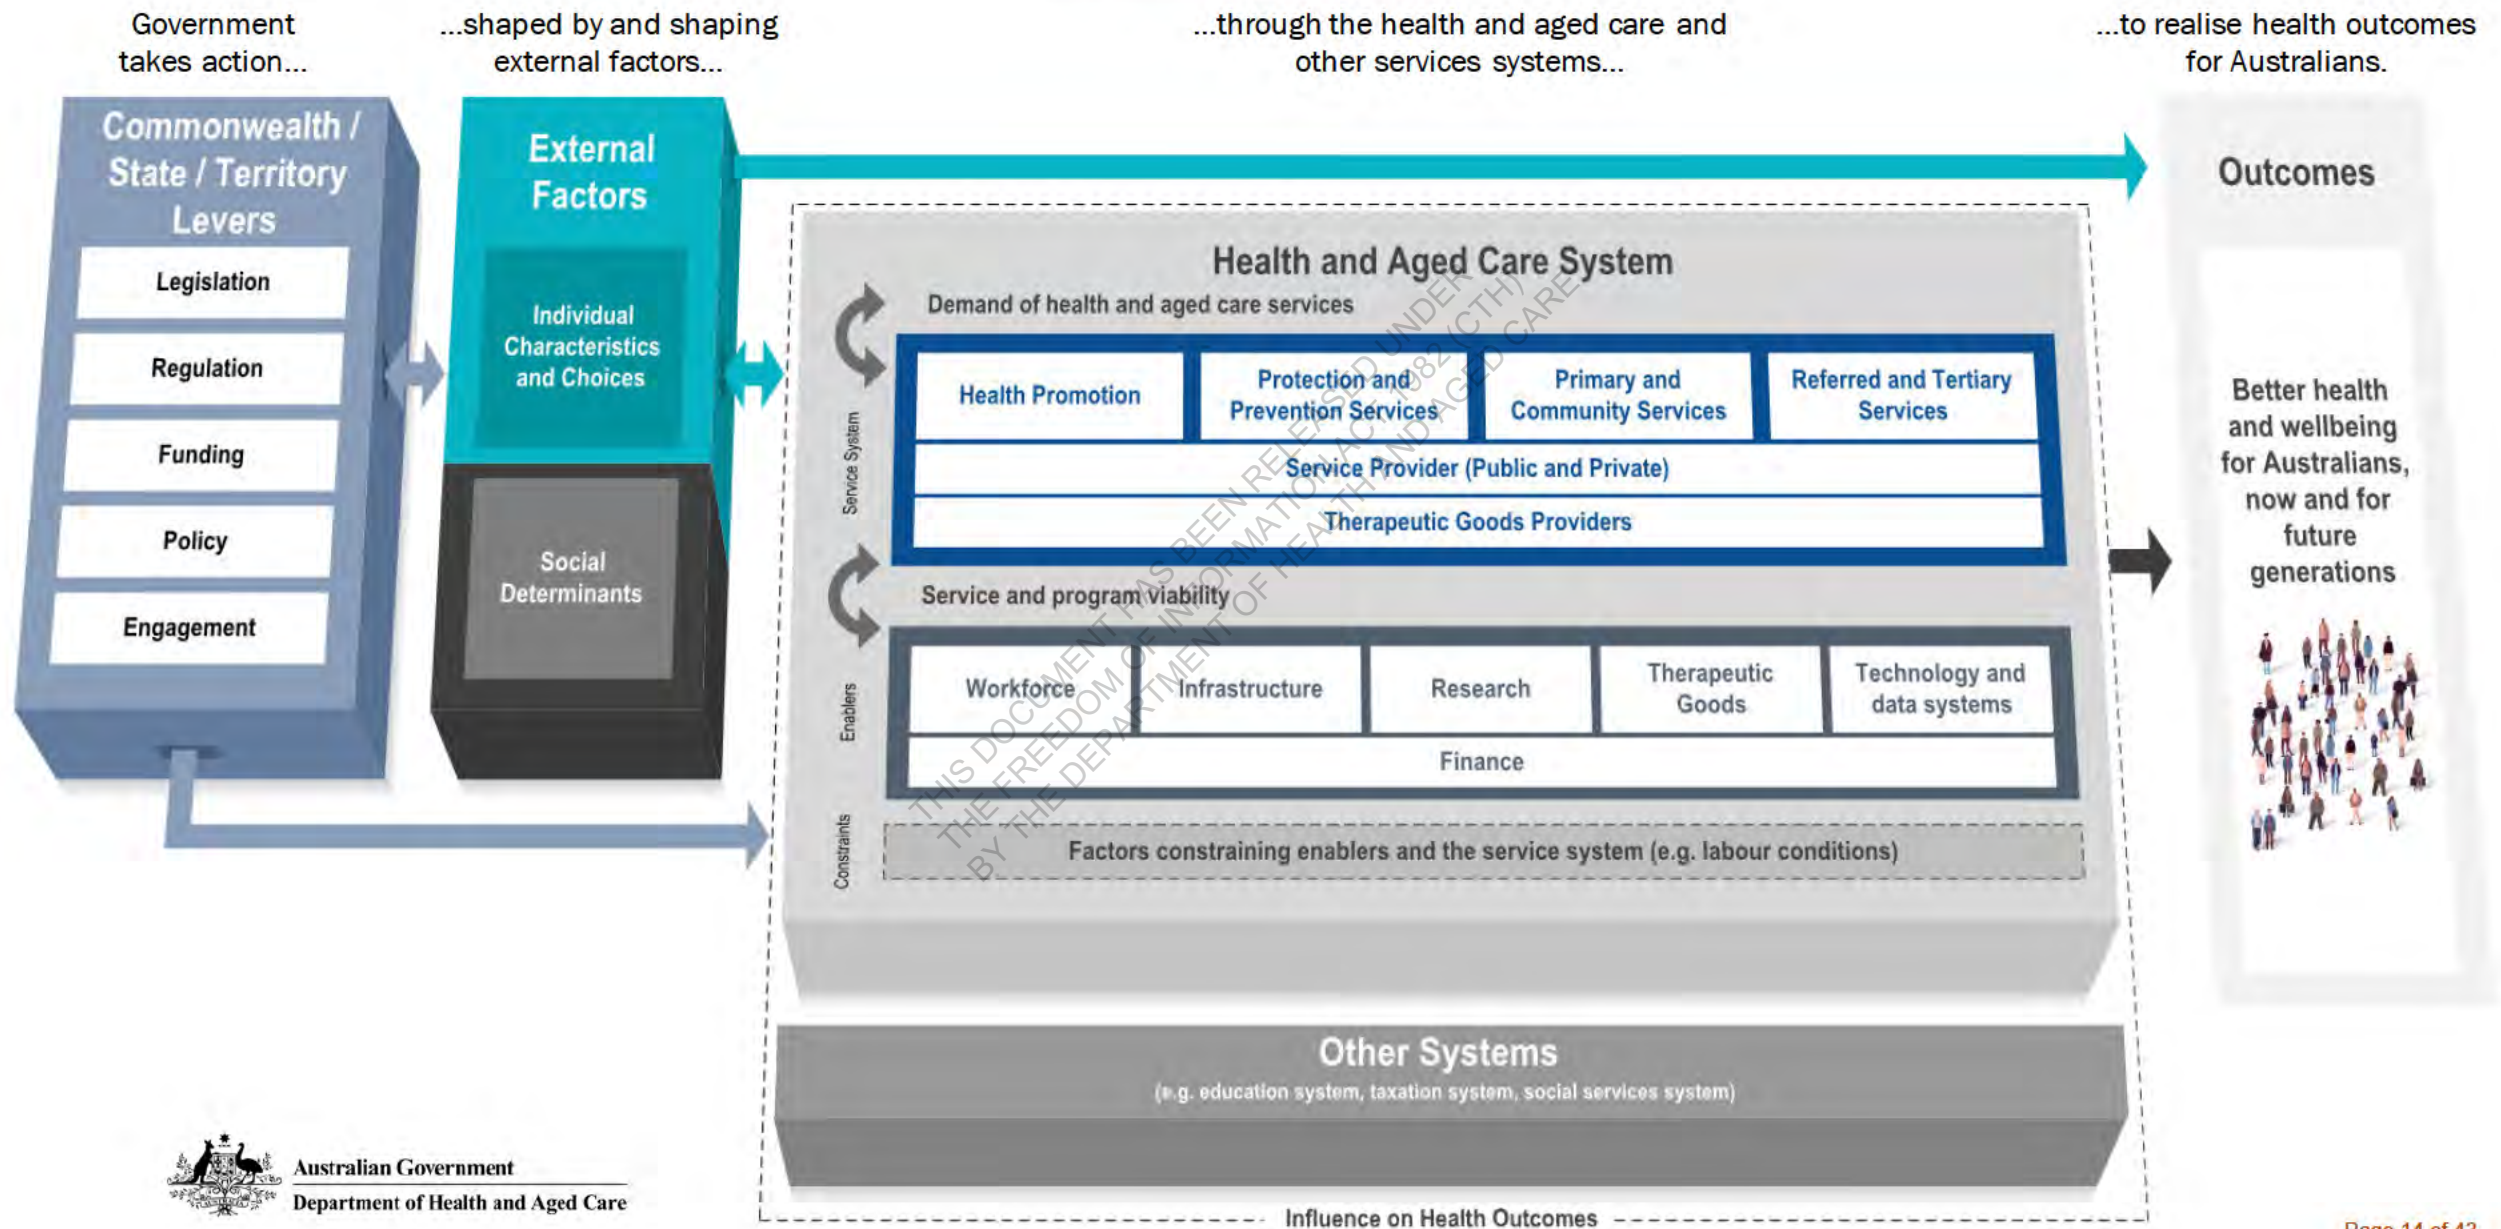 Government
takes action...
...shaped by and shaping
external factors...
...through the health and aged care and
other services systems...
...to realise health outcomes
for Australians.
Commonwealth /
State / Territory
Levers
Legislation
Regulation
Funding
Policy
Engagement
External
Factors
Individual
Characteristics
and Choices
Social
Determinants
Health and Aged Care System
Demand of health and aged care services
Service System
Health Promotion
Protection and
Prevention Services
Primary and
Community Services
Referred and Tertiary
Services
Service Provider (Public and Private)
Therapeutic Goods Providers
Service and program viability
Enablers
Workforce
Infrastructure
Research
Therapeutic
Goods
Technology and
data systems
Finance
Constraints
Factors constraining enablers and the service system (e.g. labour conditions)
Other Systems
(e.g. education system, taxation system, social services system)
Influence on Health Outcomes
Outcomes
Better health
and wellbeing
for Australians,
now and for
future
generations
THIS DOCUMENT HAS BEEN RELEASED UNDER
THE FREEDOM OF INFORMATION ACT 1982 (CTH)
BY THE DEPARTMENT OF HEALTH AND AGED CARE
Australian Government
Department of Health and Aged Care
Page 14 of 42